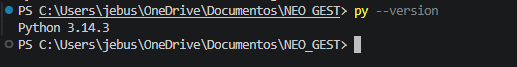 PS C:\Users\jebus\OneDrive\Documentos\NEO_GEST> py --version
Python 3.14.3
PS C:\Users\jebus\OneDrive\Documentos\NEO_GEST>